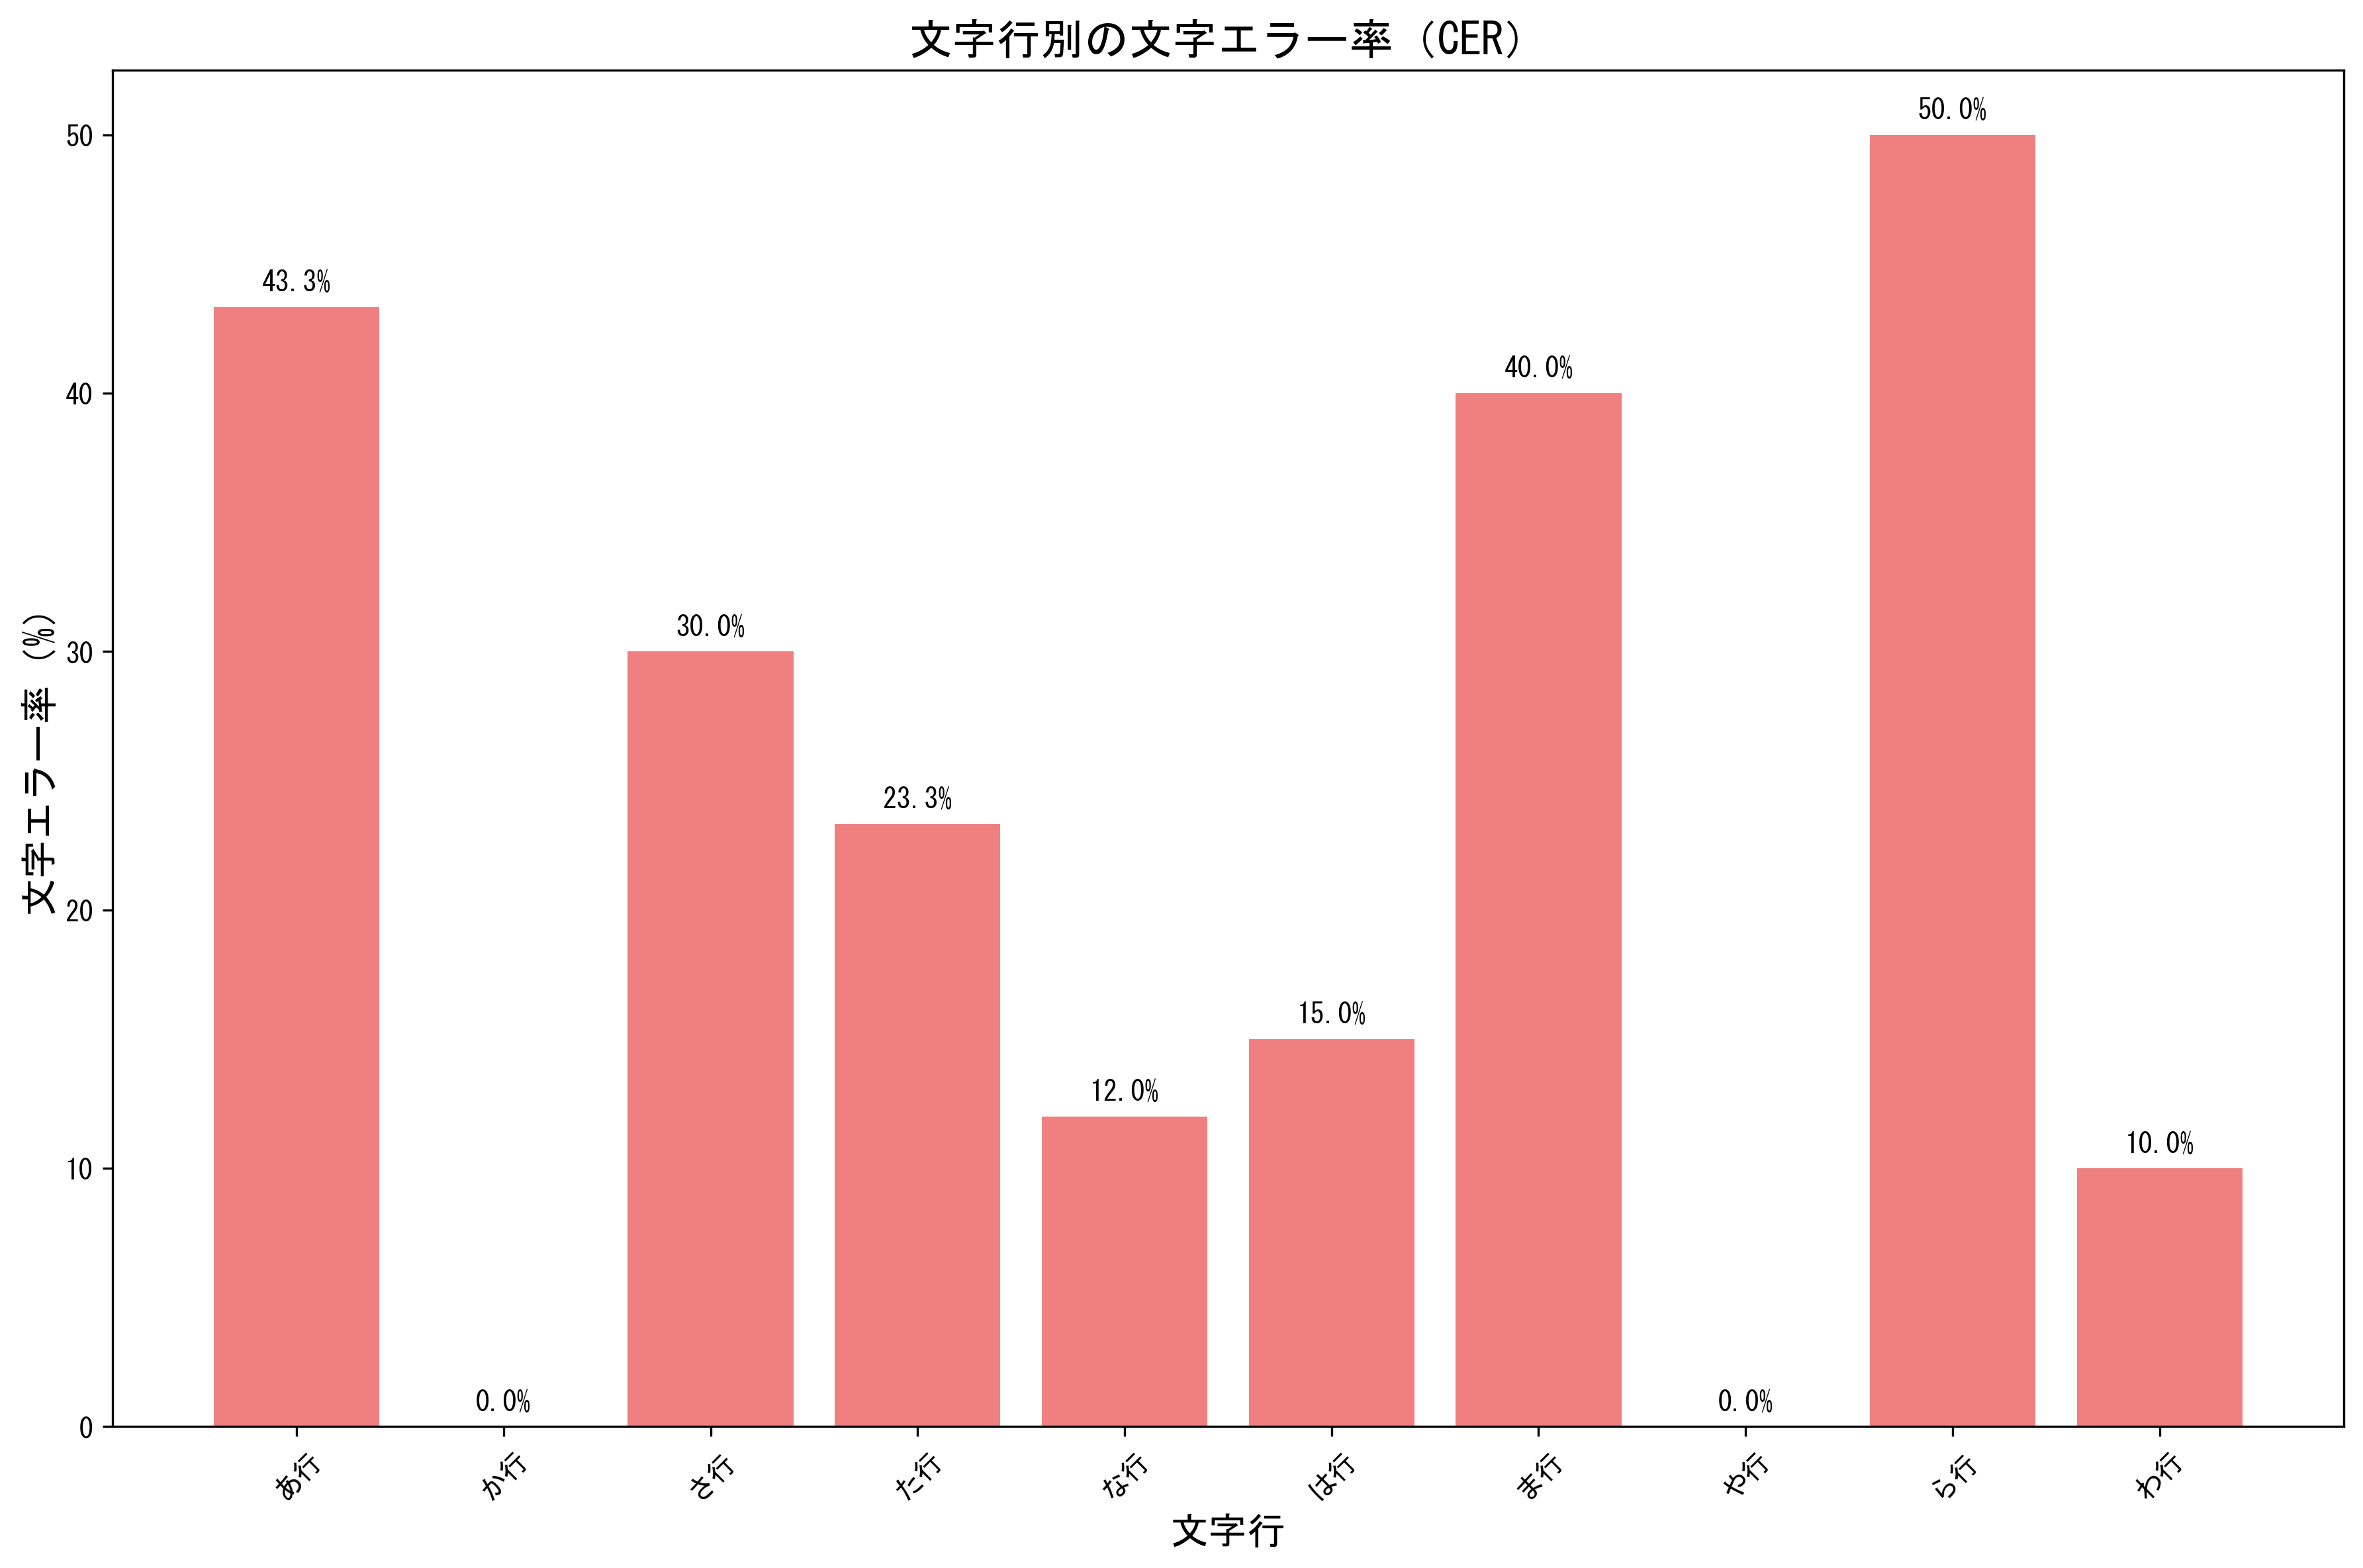 文字行別の文字エラー率 (CER)
文字エラー率 (%)
50
40
30
20
10
0
43.3%
0.0%
30.0%
23.3%
12.0%
15.0%
40.0%
0.0%
50.0%
10.0%
あ行
か行
さ行
た行
な行
は行
ま行
や行
ら行
わ行
文字行